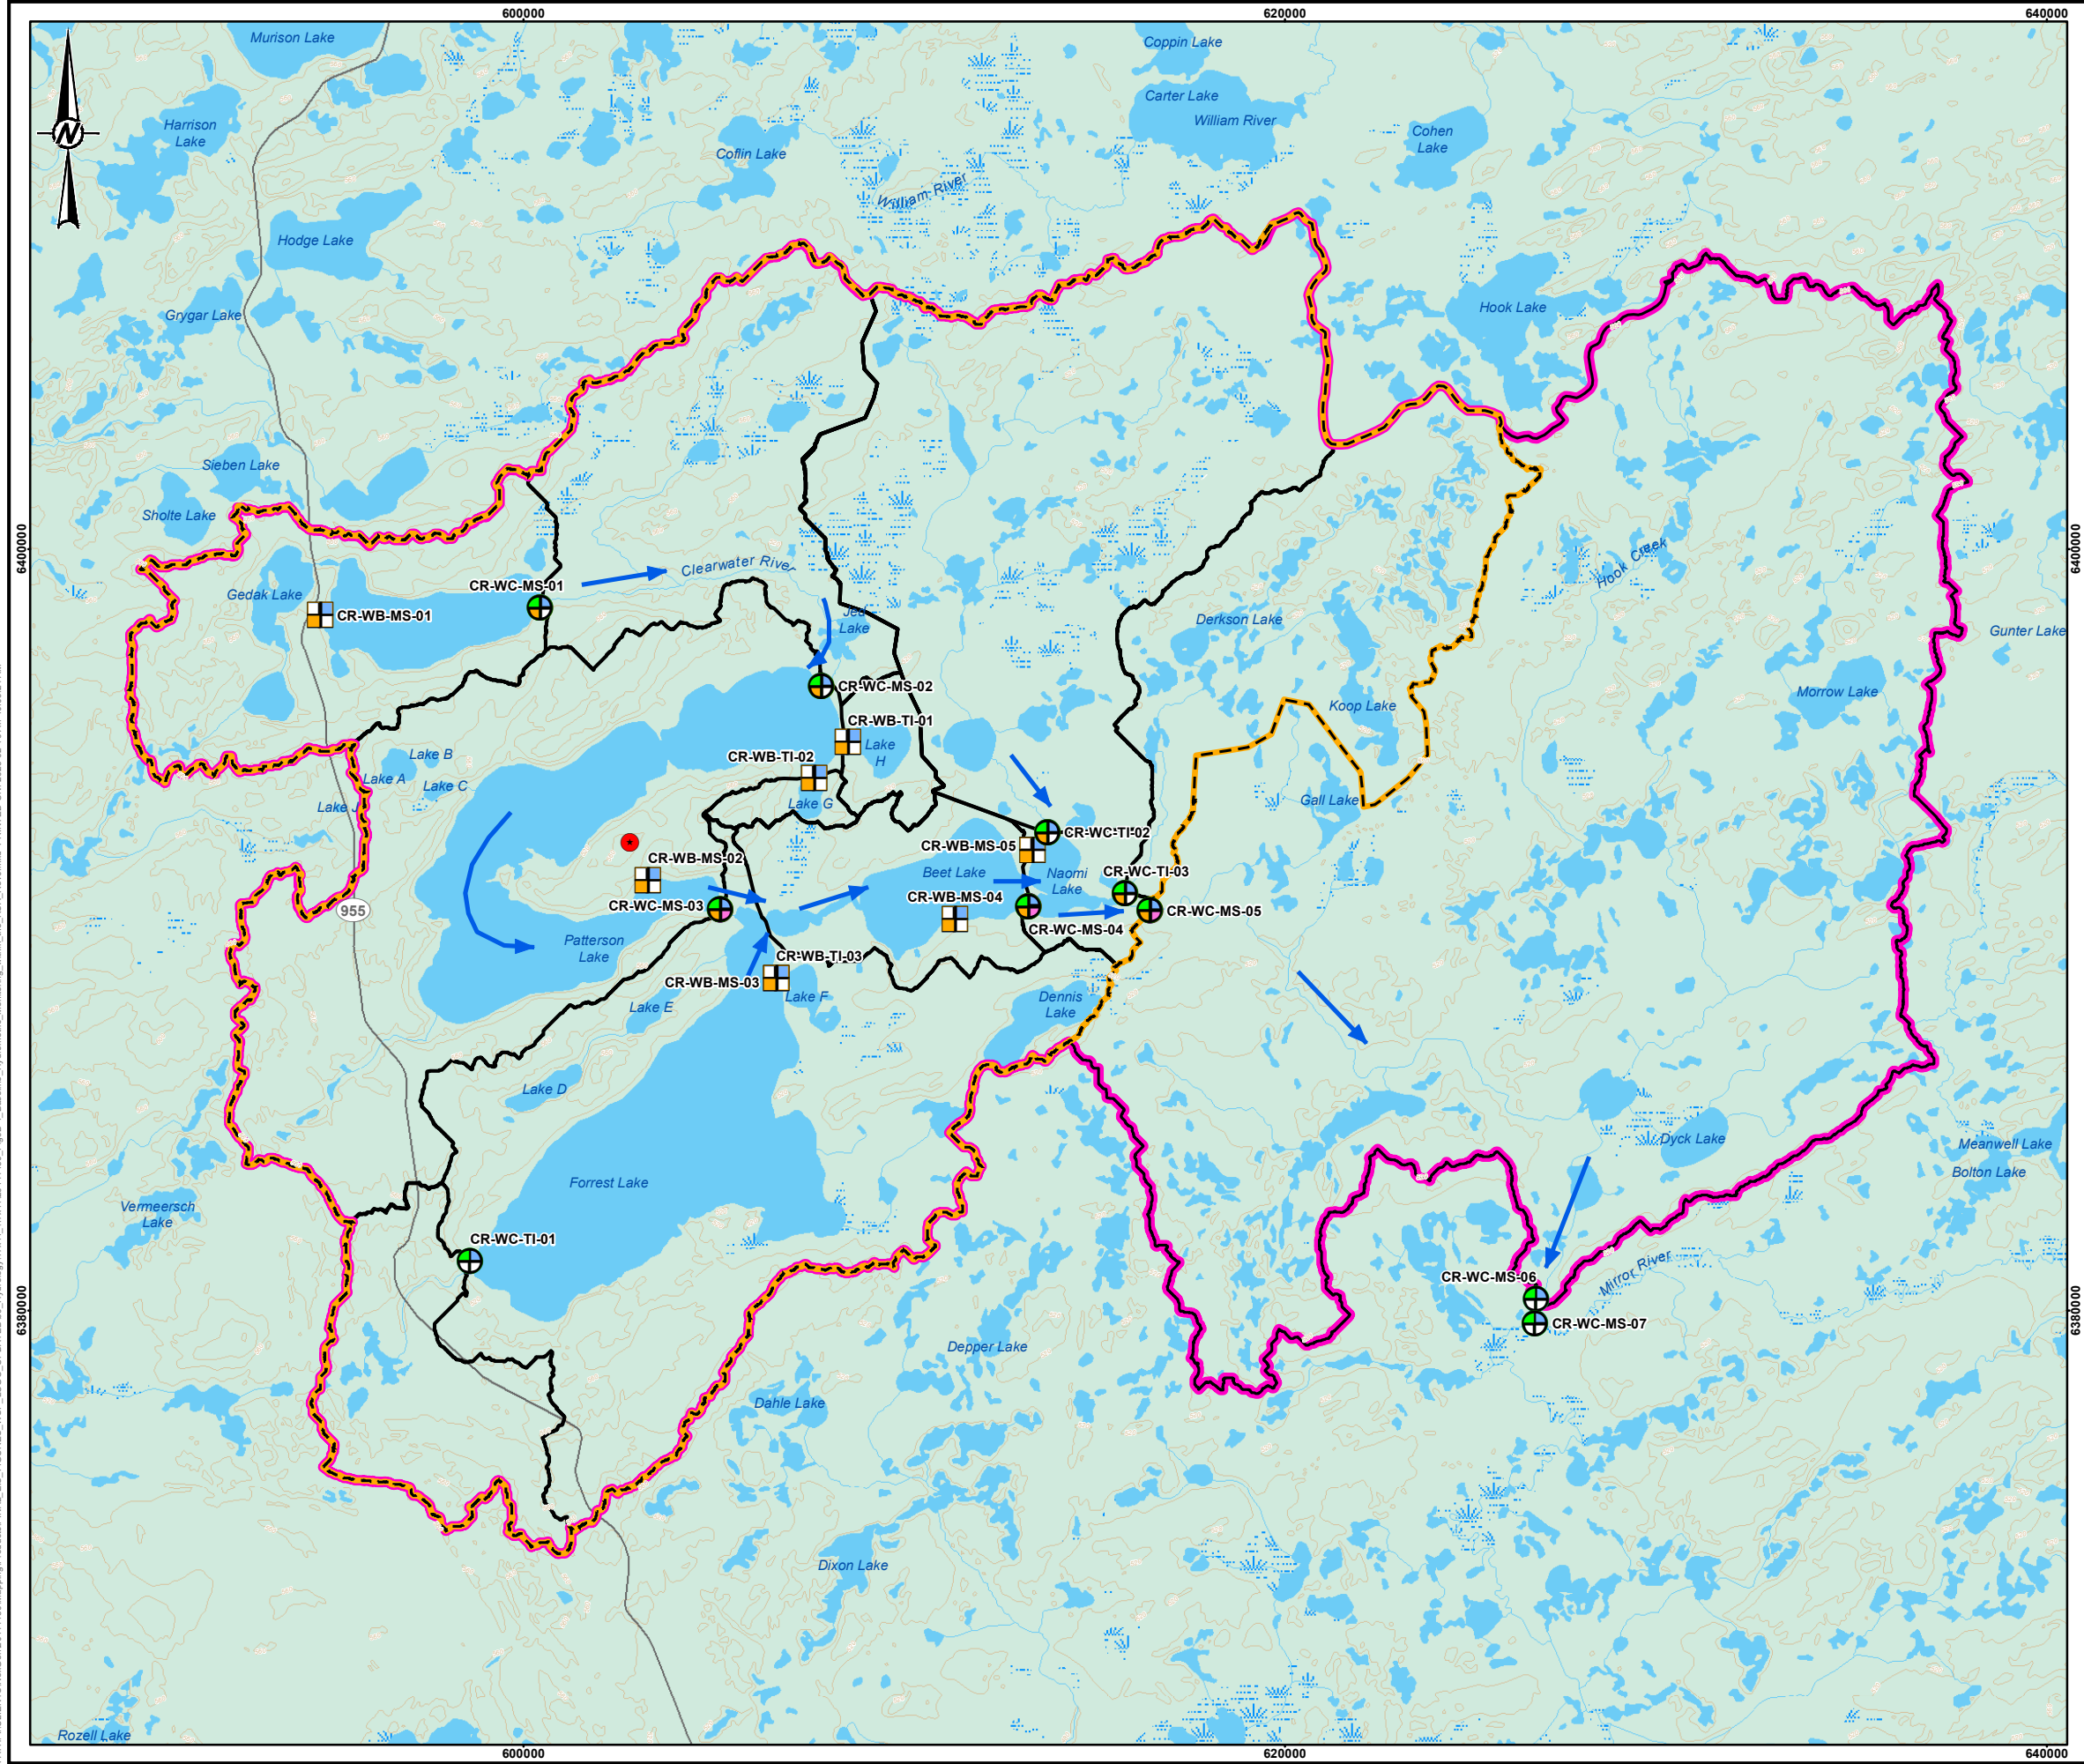 600000
620000
640000
Murison Lake
Coppin Lake
Carter Lake
William River
Harrison
Lake
Cohen
Lake
Coflin Lake
William River
N
Hodge Lake
Grygar Lake
Hook Lake
Sieben Lake
Sholte Lake
6400000
6400000
Clearwater River
Hook Creek
CR-WC-MS-01
Gedak Lake
CR-WB-MS-01
Jed
Lake
Derkson Lake
Gunter Lake
CR-WC-MS-02
Morrow Lake
Koop Lake
CR-WB-TI-01
Lake
H
Lake B
CR-WB-TI-02
Lake A
Lake C
Lake J
Lake G
Gall Lake
CR-WC-TI-02
CR-WB-MS-05
CR-WB-MS-02
Beet Lake
Naomi
Lake
CR-WC-TI-03
CR-WB-MS-04
CR-WC-MS-03
955
CR-WC-MS-05
CR-WC-MS-04
Patterson
Lake
CR-WB-TI-03
CR-WB-MS-03
Lake F
Dennis
Lake
Lake E
Lake D
Dyck Lake
Meanwell Lake
Bolton Lake
Forrest Lake
Vermeersch
Lake
CR-WC-TI-01
Mirror River
CR-WC-MS-06
6380000
6380000
CR-WC-MS-07
Depper Lake
Dahle Lake
Dixon Lake
Rozell Lake
600000
620000
640000